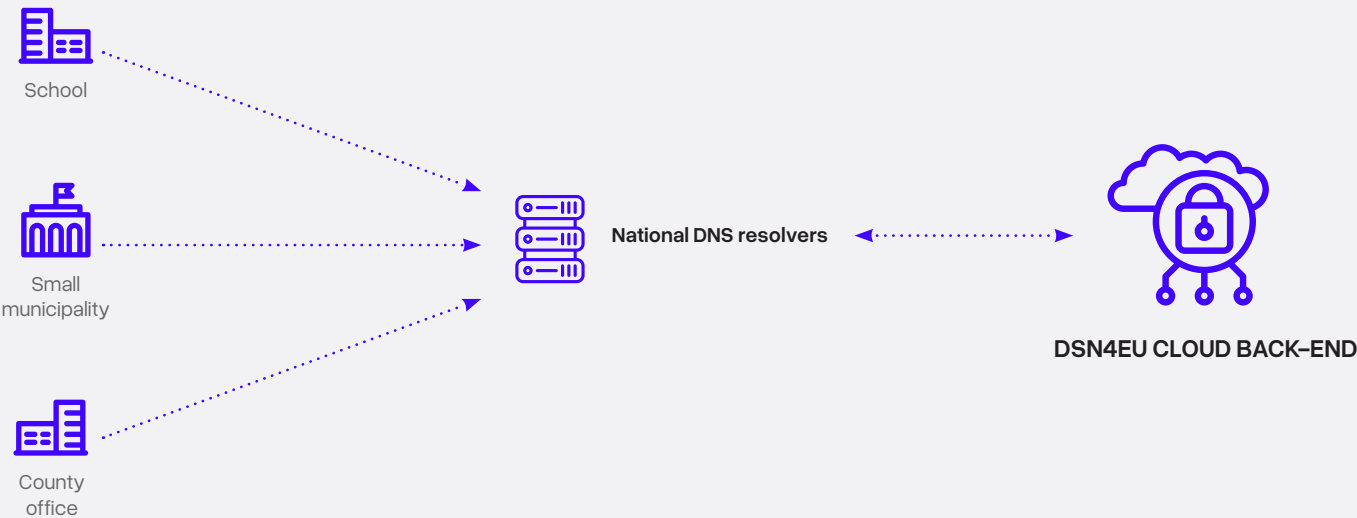 School
National DNS resolvers
Small
municipality
DSN4EU CLOUD BACK–END
County
office